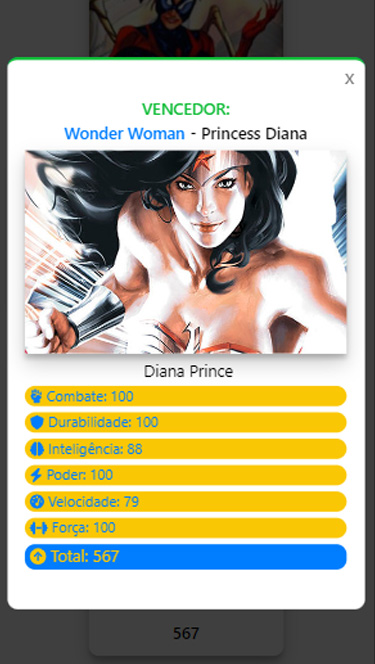 X
VENCEDOR:
Wonder Woman - Princess Diana
Diana Prince
Combate: 100
Durabilidade: 100
Inteligência: 88
Poder: 100
Velocidade: 79
Força: 100
Total: 567
567